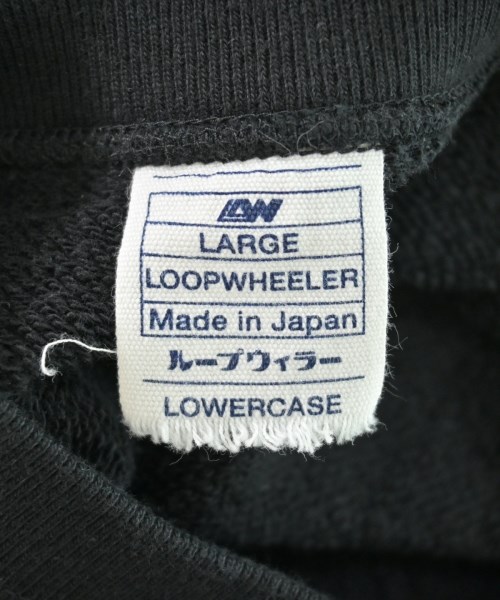 LW
LARGE
LOOPWHEELER
Made in Japan
ループウィラー
LOWERCASE